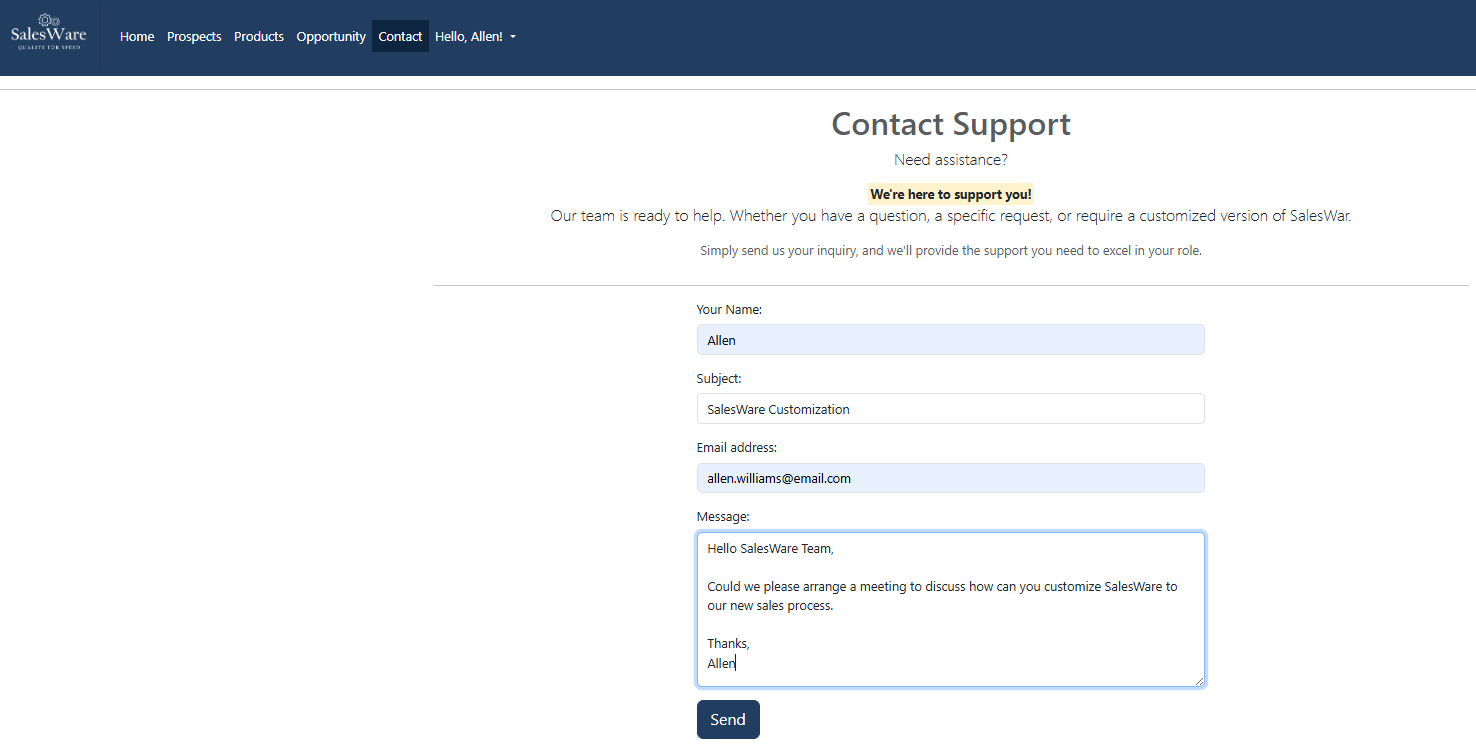 SalesWare
QUALITY FOR SPEED
Home Prospects Products Opportunity Contact Hello, Allen!
Contact Support
Need assistance?
We're here to support you!
Our team is ready to help. Whether you have a question, a specific request, or require a customized version of SalesWar.
Simply send us your inquiry, and we'll provide the support you need to excel in your role.
Your Name:
Allen
Subject:
SalesWare Customization
Email address:
allen.williams@email.com
Message:
Hello SalesWare Team,
Could we please arrange a meeting to discuss how can you customize SalesWare to
our new sales process.
Thanks,
Allen
Send